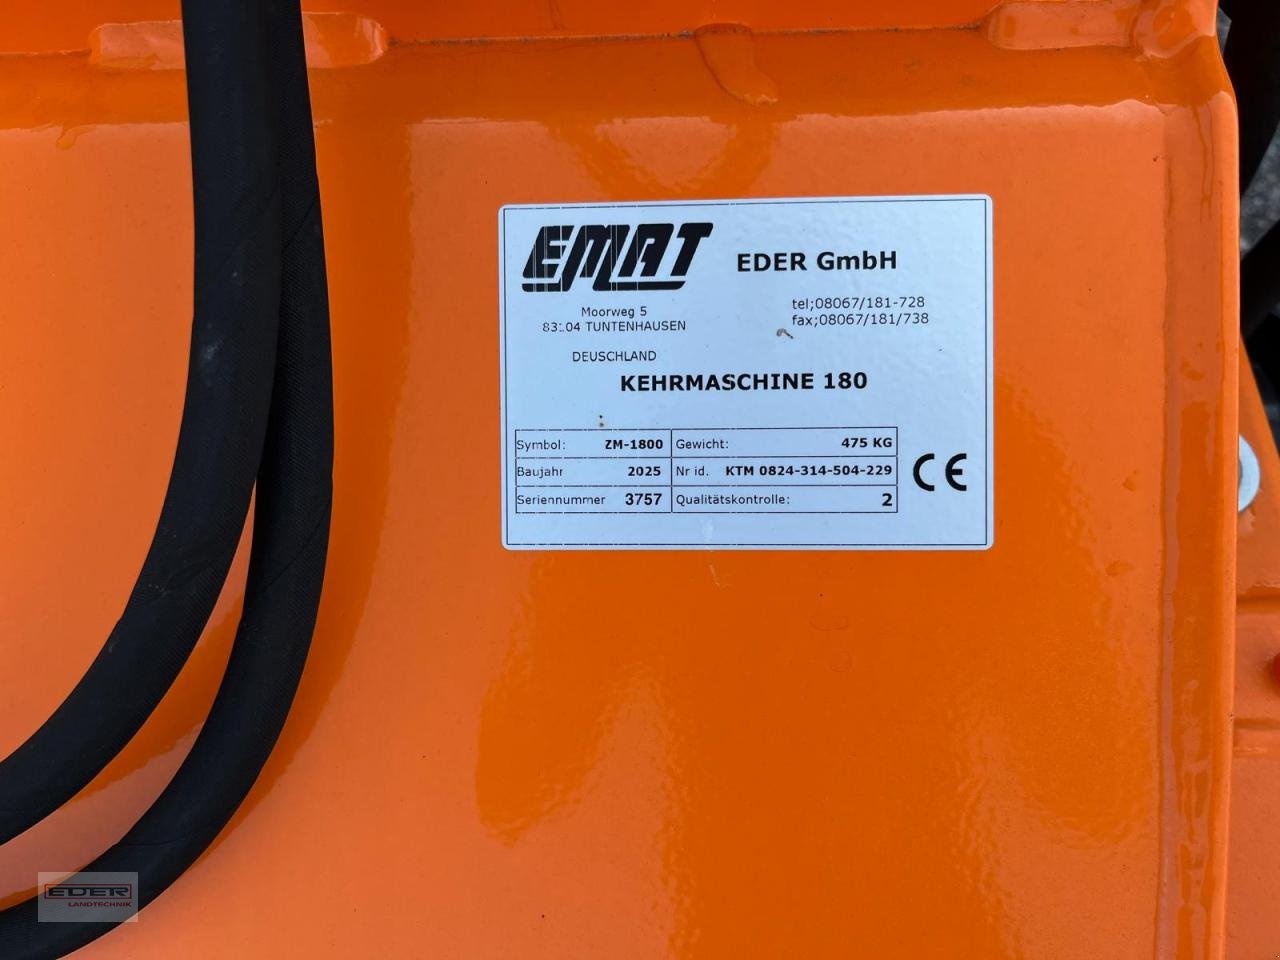 EMAT
EDER GmbH
Moorweg 5
tel;08067/181-728
TUNTENHAUSEN
fax;08067/181/738
DEUSCHLAND
KEHRMASCHINE 180
Symbol: ZM-1800 Gewicht: 475 KG
Baujahr 2025 Nr id. KTM 0824-314-504-229
Seriennummer 3757 Qualitätskontrolle: 2
CE
EDER
LANDTECHNIK